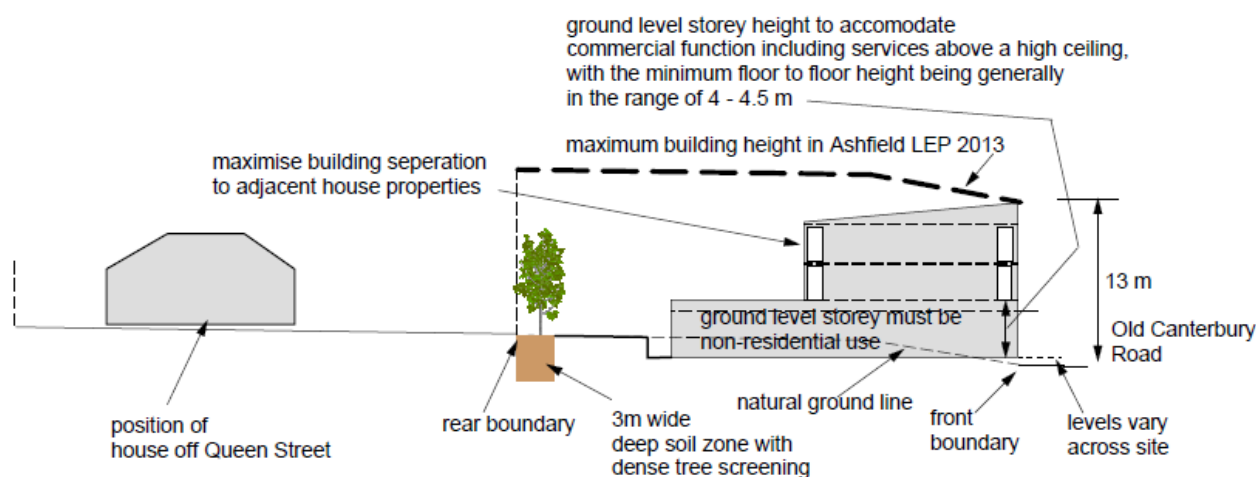 ground level storey height to accomodate
commercial function including services above a high ceiling,
with the minimum floor to floor height being generally
in the range of 4 - 4.5 m
maximum building height in Ashfield LEP 2013
maximise building seperation
to adjacent house properties
13 m
ground level storey must be
non-residential use
Old Canterbury
Road
natural ground line
position of
house off Queen Street
rear boundary
3m wide
deep soil zone with
dense tree screening
front
boundary
levels vary
across site